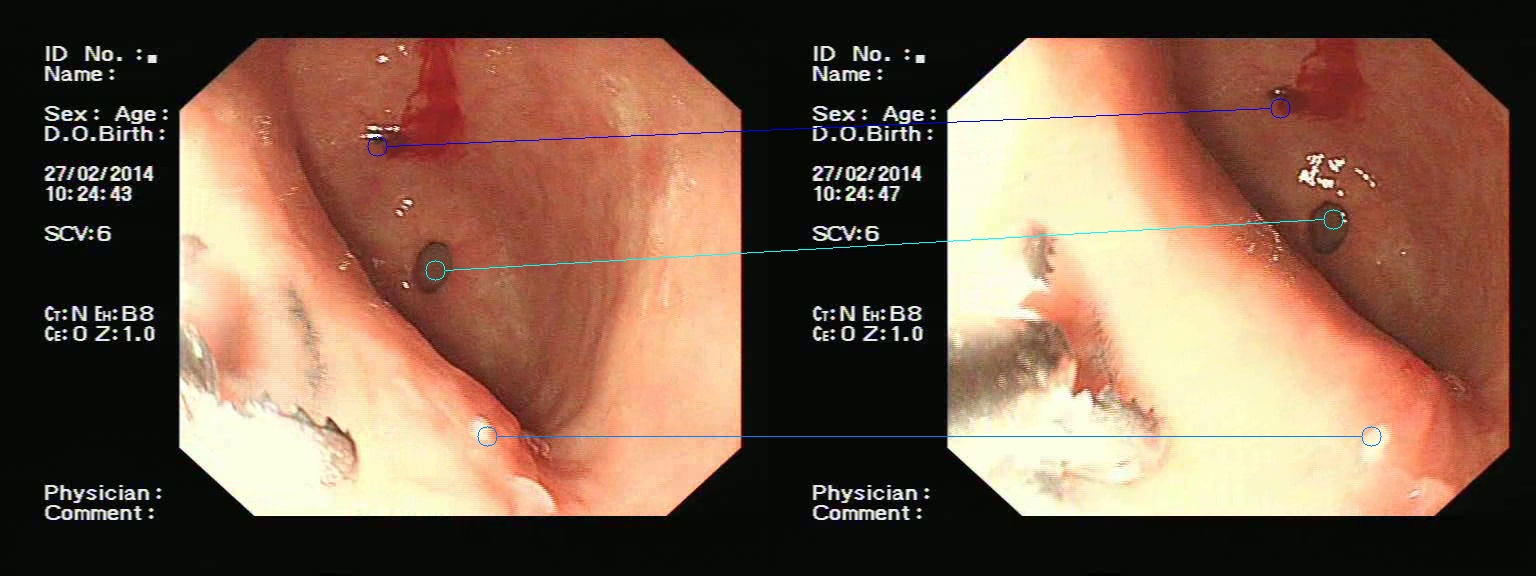 ID No. :
Name:
Sex: Age:
D.O.Birth:
27/02/2014
10:24:43
SCV:6
CT:N EH:B8
CE:0 Z:1.0
Physician:
Comment:
ID No. :
Name:
Sex: Age:
D.O.Birth:
27/02/2014
10:24:47
SCV:6
CT:N EH:B8
CE:0 Z:1.0
Physician:
Comment: